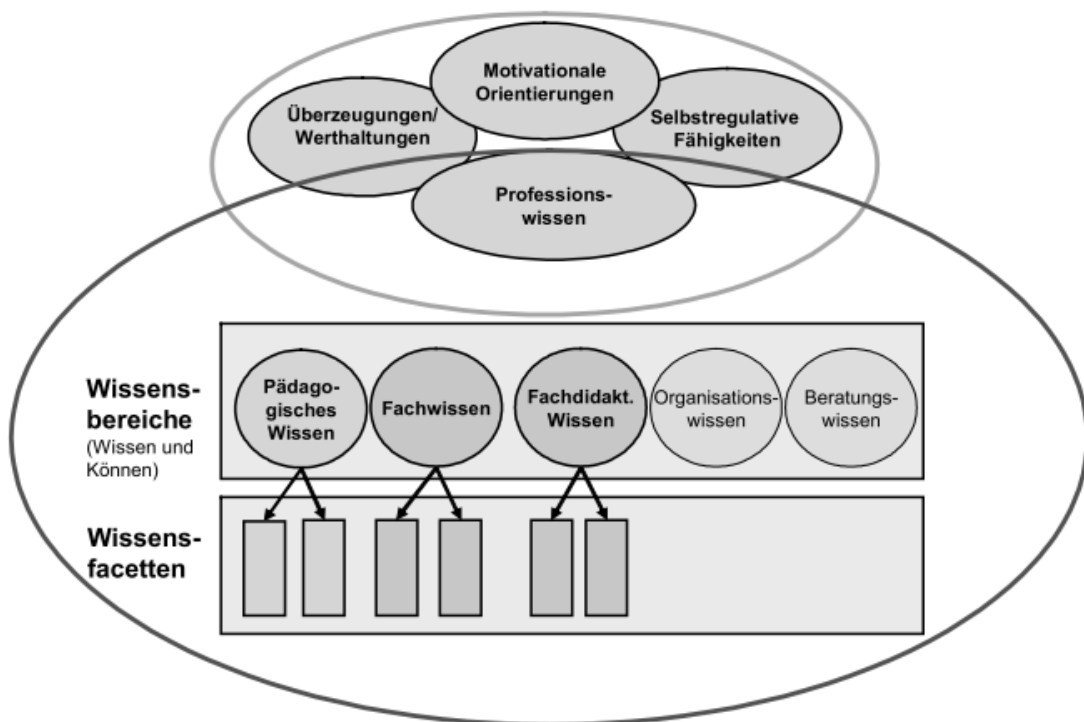 Motivationale
Orientierungen
Überzeugungen/
Werthaltungen
Selbstregulative
Fähigkeiten
Professions-
wissen
Wissens-
bereiche
(Wissen und
Können)
Pädago-
gisches
Wissen
Fachwissen
Fachdidakt.
Wissen
Organisations-
wissen
Beratungs-
wissen
Wissens-
facetten